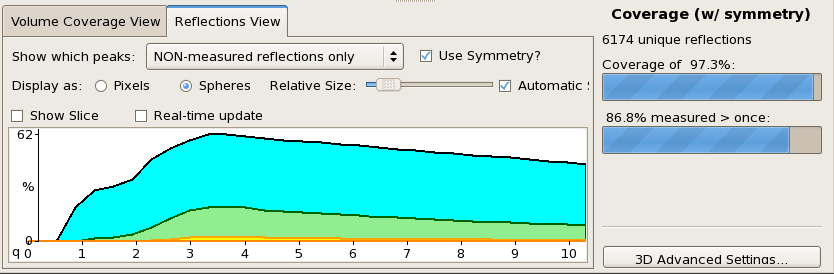 Volume Coverage View
Reflections View
Show which peaks: NON-measured reflections only Use Symmetry?
Display as: Pixels Spheres Relative Size: Automatic
Show Slice Real-time update
62
%
0
q 0 1 2 3 4 5 6 7 8 9 10
Coverage (w/ symmetry)
6174 unique reflections
Coverage of 97.3%:
86.8% measured > once:
3D Advanced Settings...